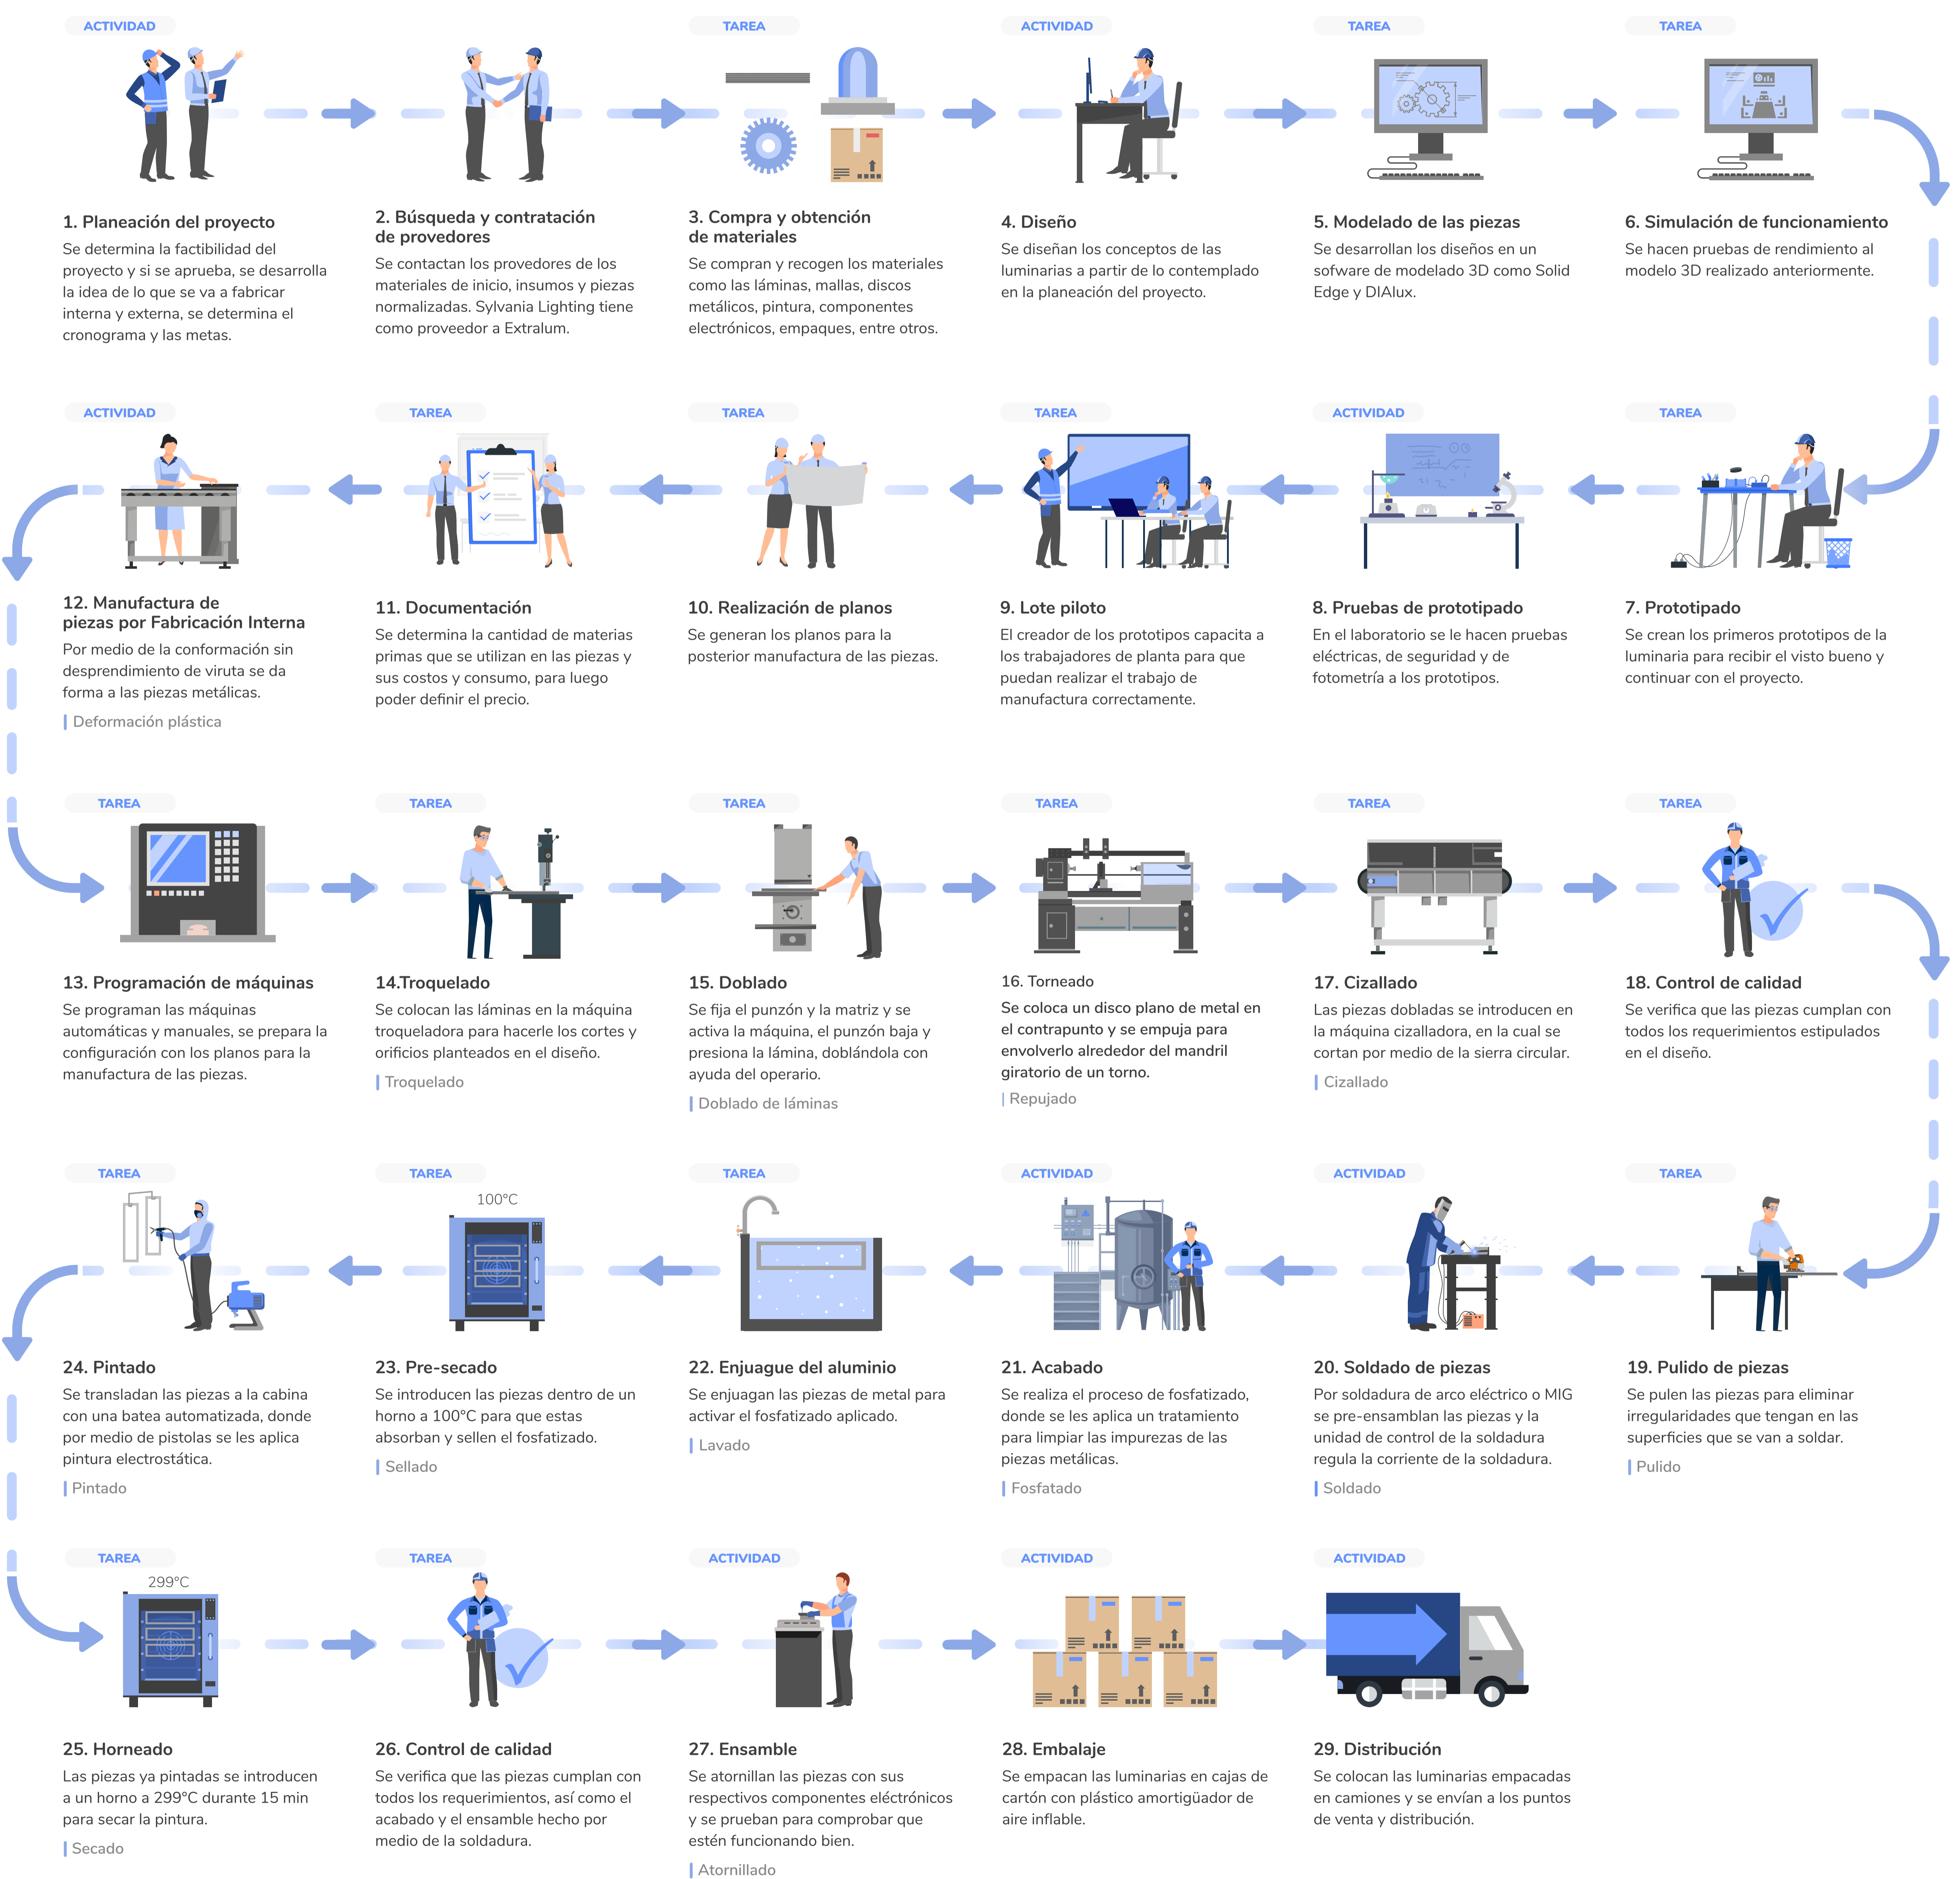 ACTIVIDAD
1. Planeación del proyecto
Se determina la factibilidad del
proyecto y si se aprueba, se desarrolla
la idea de lo que se va a fabricar
interna y externa, se determina el
cronograma y las metas.
2. Búsqueda y contratación
de provedores
Se contactan los provedores de los
materiales de inicio, insumos y piezas
normalizadas. Sylvania Lighting tiene
como proveedor a Extralum.
TAREA
3. Compra y obtención
de materiales
Se compran y recogen los materiales
como las láminas, mallas, discos
metálicos, pintura, componentes
electrónicos, empaques, entre otros.
ACTIVIDAD
4. Diseño
Se diseñan los conceptos de las
luminarias a partir de lo contemplado
en la planeación del proyecto.
TAREA
5. Modelado de las piezas
Se desarrollan los diseños en un
sofware de modelado 3D como Solid
Edge y DIAlux.
TAREA
6. Simulación de funcionamiento
Se hacen pruebas de rendimiento al
modelo 3D realizado anteriormente.
TAREA
7. Prototipado
Se crean los primeros prototipos de la
luminaria para recibir el visto bueno y
continuar con el proyecto.
ACTIVIDAD
8. Pruebas de prototipado
En el laboratorio se le hacen pruebas
eléctricas, de seguridad y de
fotometría a los prototipos.
TAREA
9. Lote piloto
El creador de los prototipos capacita a
los trabajadores de planta para que
puedan realizar el trabajo de
manufactura correctamente.
TAREA
10. Realización de planos
Se generan los planos para la
posterior manufactura de las piezas.
TAREA
11. Documentación
Se determina la cantidad de materias
primas que se utilizan en las piezas y
sus costos y consumo, para luego
poder definir el precio.
ACTIVIDAD
12. Manufactura de
piezas por Fabricación Interna
Por medio de la conformación sin
desprendimiento de viruta se da
forma a las piezas metálicas.
Deformación plástica
TAREA
13. Programación de máquinas
Se programan las máquinas
automáticas y manuales, se prepara la
configuración con los planos para la
manufactura de las piezas.
TAREA
14.Troquelado
Se colocan las láminas en la máquina
troqueladora para hacerle los cortes y
orificios planteados en el diseño.
Troquelado
TAREA
15. Doblado
Se fija el punzón y la matriz y se
activa la máquina, el punzón baja y
presiona la lámina, doblándola con
ayuda del operario.
Doblado de láminas
TAREA
16. Torneado
Se coloca un disco plano de metal en
el contrapunto y se empuja para
envolverlo alrededor del mandril
giratorio de un torno.
Repujado
TAREA
17. Cizallado
Las piezas dobladas se introducen en
la máquina cizalladora, en la cual se
cortan por medio de la sierra circular.
Cizallado
TAREA
18. Control de calidad
Se verifica que las piezas cumplan con
todos los requerimientos estipulados
en el diseño.
TAREA
19. Pulido de piezas
Se pulen las piezas para eliminar
irregularidades que tengan en las
superficies que se van a soldar.
Pulido
ACTIVIDAD
20. Soldado de piezas
Por soldadura de arco eléctrico o MIG
se pre-ensamblan las piezas y la
unidad de control de la soldadura
regula la corriente de la soldadura.
Soldado
ACTIVIDAD
21. Acabado
Se realiza el proceso de fosfatizado,
donde se les aplica un tratamiento
para limpiar las impurezas de las
piezas metálicas.
Fosfatado
TAREA
22. Enjuague del aluminio
Se enjuagan las piezas de metal para
activar el fosfatizado aplicado.
Lavado
TAREA
100°C
23. Pre-secado
Se introducen las piezas dentro de un
horno a 100°C para que estas
absorban y sellen el fosfatizado.
Sellado
TAREA
24. Pintado
Se transladan las piezas a la cabina
con una batea automatizada, donde
por medio de pistolas se les aplica
pintura electrostática.
Pintado
TAREA
299°C
25. Horneado
Las piezas ya pintadas se introducen
a un horno a 299°C durante 15 min
para secar la pintura.
Secado
TAREA
26. Control de calidad
Se verifica que las piezas cumplan con
todos los requerimientos, así como el
acabado y el ensamble hecho por
medio de la soldadura.
ACTIVIDAD
27. Ensamble
Se atornillan las piezas con sus
respectivos componentes eléctrónicos
y se prueban para comprobar que
estén funcionando bien.
Atornillado
ACTIVIDAD
28. Embalaje
Se empacan las luminarias en cajas de
cartón con plástico amortigüador de
aire inflable.
ACTIVIDAD
29. Distribución
Se colocan las luminarias empacadas
en camiones y se envían a los puntos
de venta y distribución.